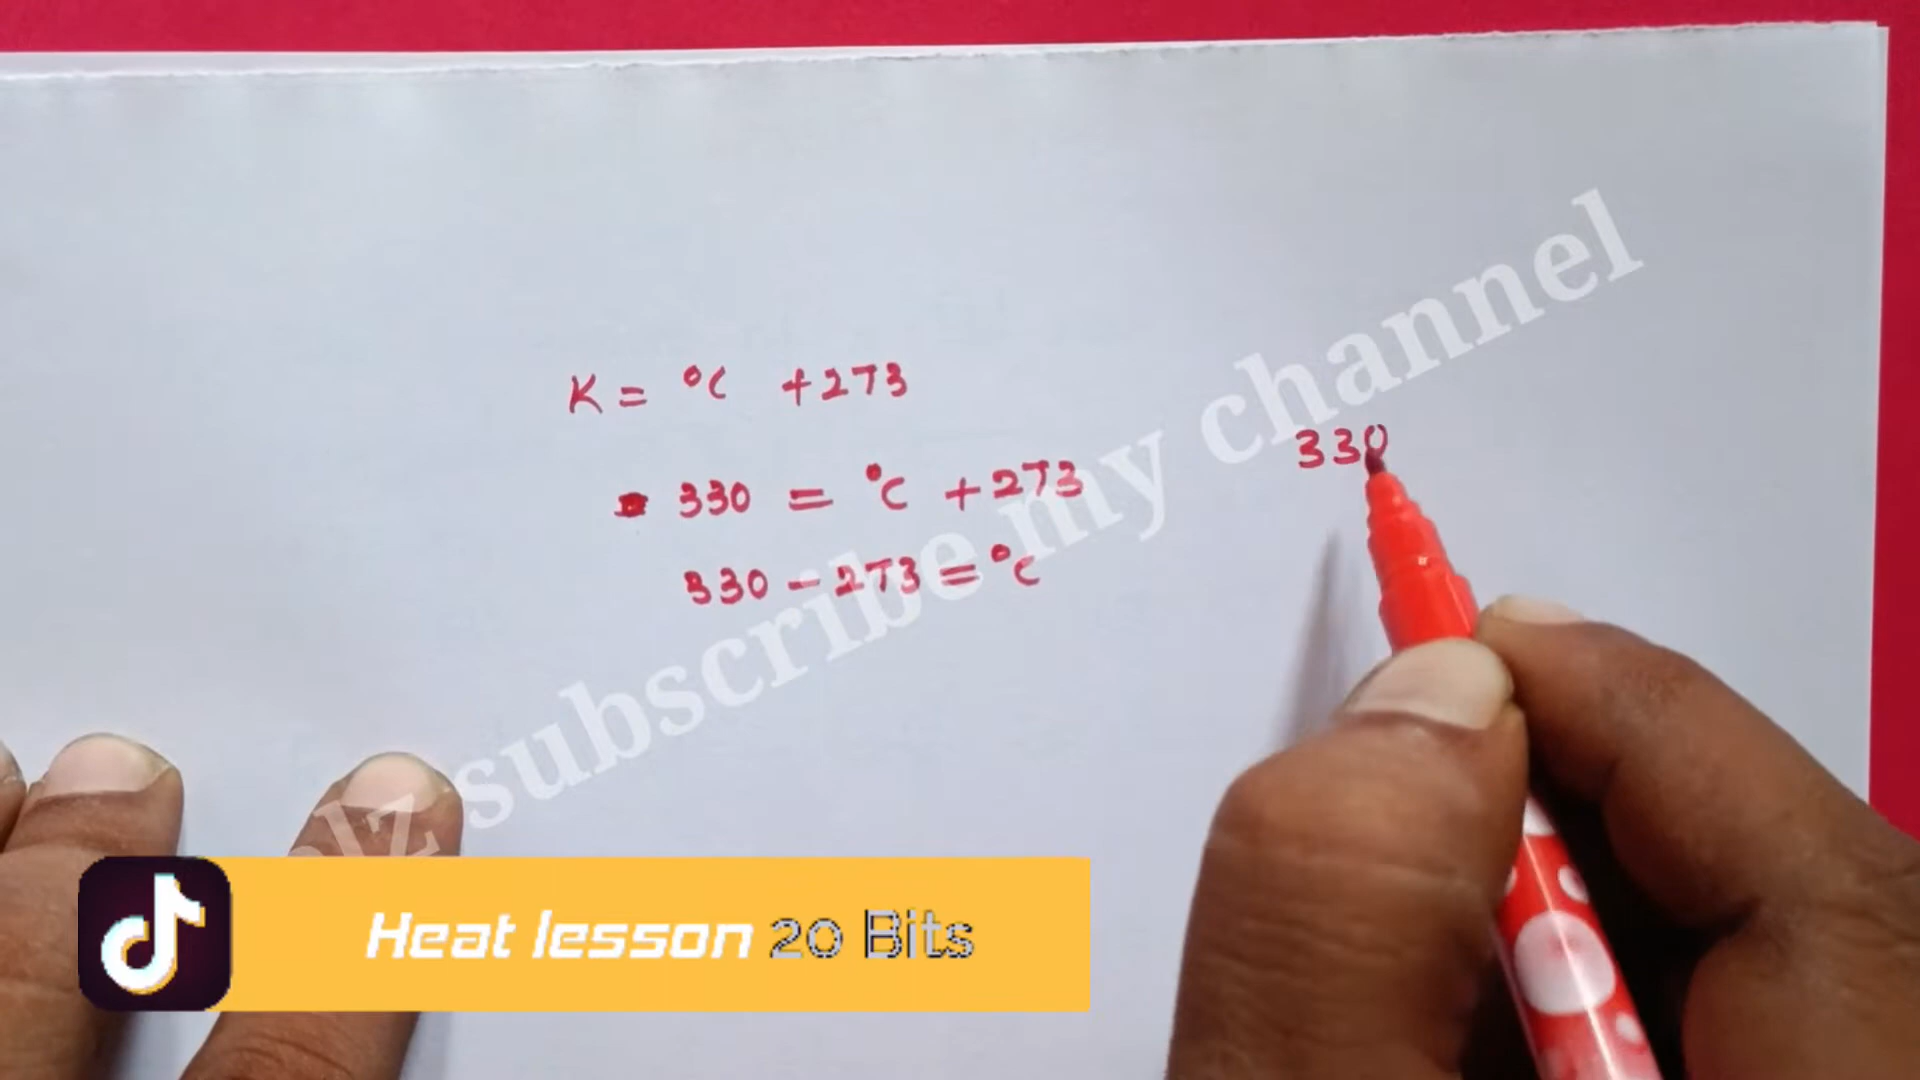 K = °C + 273
330 = °C + 273
330
330 - 273 = °C
subscribe my channel
Heat lesson 20 Bits